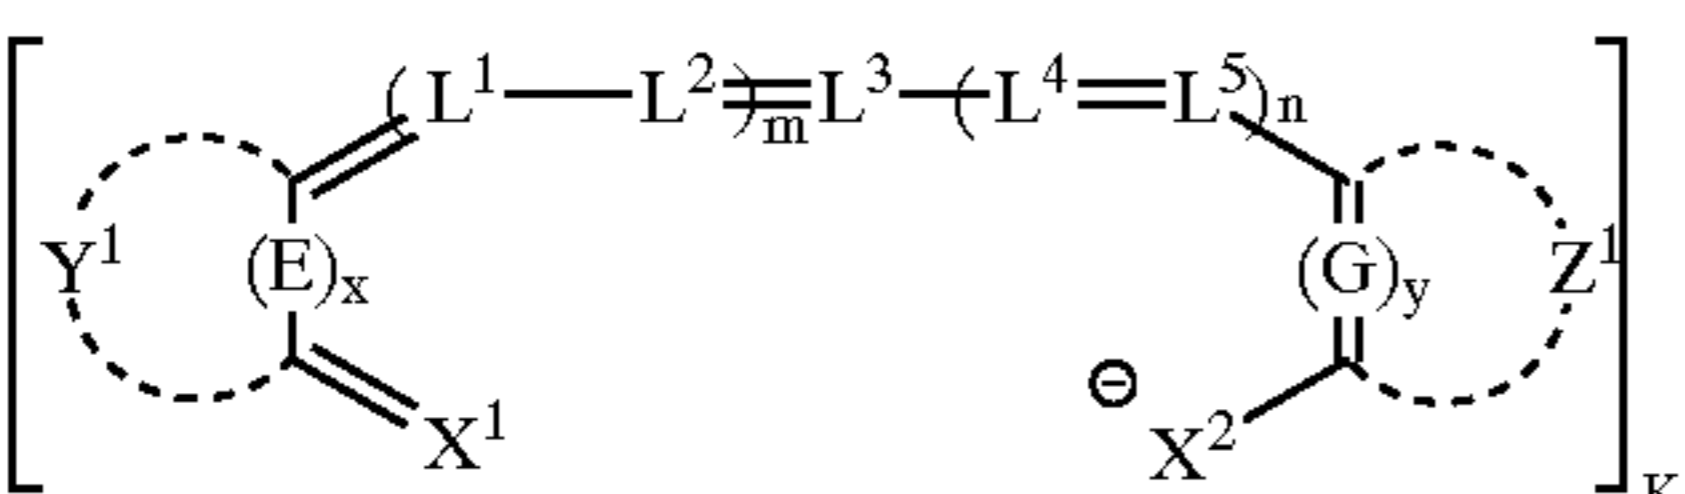 (L¹—L²)m=L³—(L⁴=L⁵)n
Y¹ (E)x (G)y Z¹
X¹ ⊖ X²
K